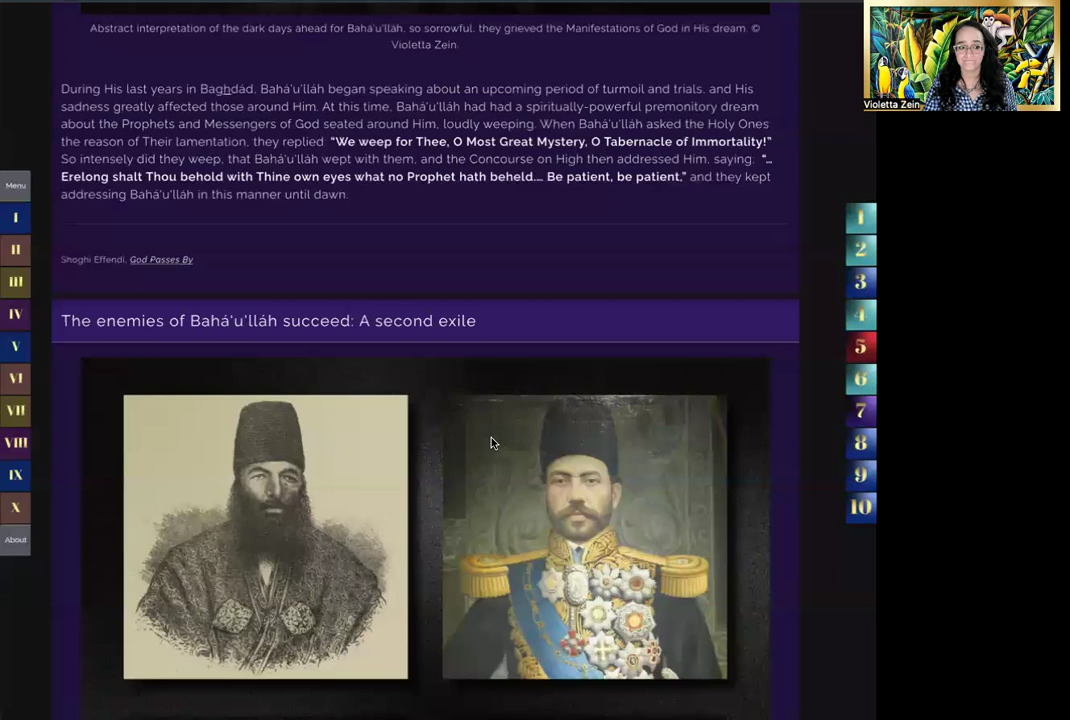 Abstract interpretation of the dark days ahead for Bahá'u'lláh, so sorrowful, they grieved the Manifestations of God in His dream. ©
Violetta Zein.
During His last years in Baghdád, Bahá'u'lláh began speaking about an upcoming period of turmoil and trials, and His
sadness greatly affected those around Him. At this time, Bahá'u'lláh had had a spiritually-powerful premonitory dream
about the Prophets and Messengers of God seated around Him, loudly weeping. When Bahá'u'lláh asked the Holy Ones
the reason of Their lamentation, they replied: “We weep for Thee, O Most Great Mystery, O Tabernacle of Immortality!”
So intensely did they weep, that Bahá'u'lláh wept with them, and the Concourse on High then addressed Him, saying: “…
Erelong shalt Thou behold with Thine own eyes what no Prophet hath beheld.… Be patient, be patient,” and they kept
addressing Bahá'u'lláh in this manner until dawn.
Shoghi Effendi, God Passes By
The enemies of Bahá'u'lláh succeed: A second exile
Menu
I
II
III
IV
V
VI
VII
VIII
IX
X
About
1
2
3
4
5
6
7
8
9
10
Violetta Zein